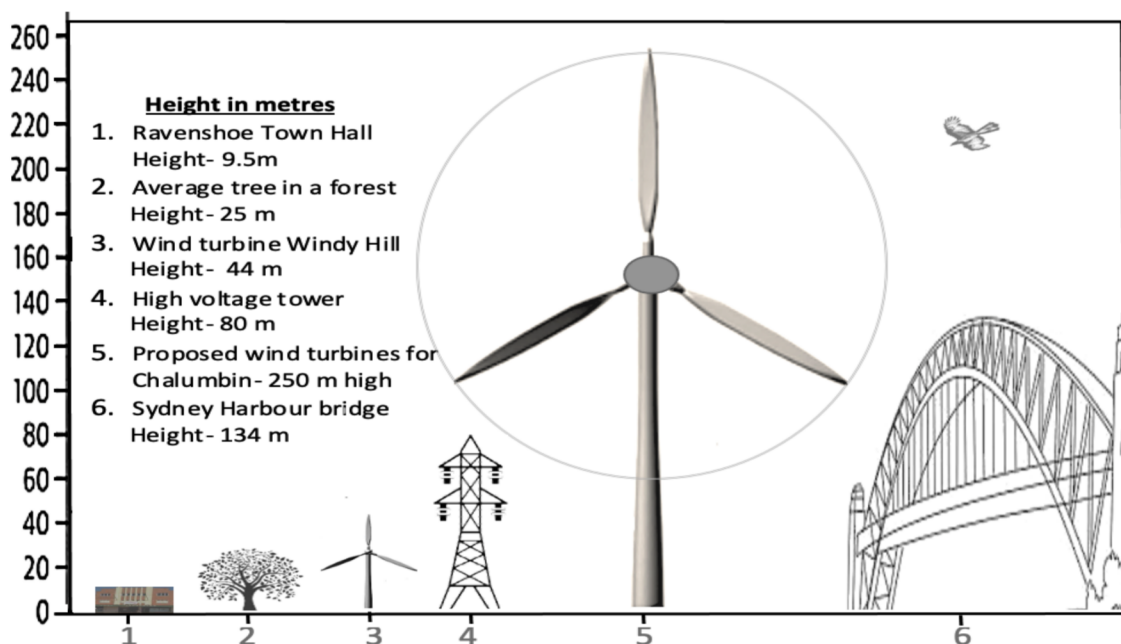 260
240
220
200
180
160
140
120
100
80
60
40
20
0
Height in metres
1. Ravenshoe Town Hall
Height- 9.5m
2. Average tree in a forest
Height- 25 m
3. Wind turbine Windy Hill
Height- 44 m
4. High voltage tower
Height- 80 m
5. Proposed wind turbines for
Chalumbin- 250 m high
6. Sydney Harbour bridge
Height- 134 m
1 2 3 4 5 6